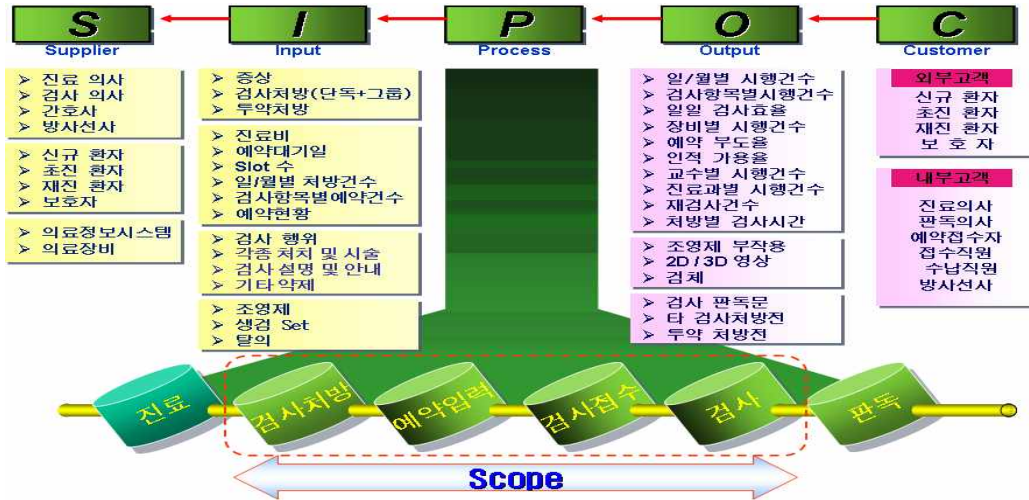 S
I
P
O
C
Supplier
Input
Process
Output
Customer
➢ 진료 의사
➢ 검사 의사
➢ 간호사
➢ 방사선사
➢ 신규 환자
➢ 초진 환자
➢ 재진 환자
➢ 보호자
➢ 의료정보시스템
➢ 의료장비
➢ 증상
➢ 검사처방(단독+그룹)
➢ 투약처방
➢ 진료비
➢ 예약대기일
➢ Slot 수
➢ 일/월별 처방건수
➢ 검사항목별예약건수
➢ 예약현황
➢ 검사 행위
➢ 각종 처치 및 시술
➢ 검사 설명 및 안내
➢ 기타 약제
➢ 조영제
➢ 생검 Set
➢ 탈의
➢ 일/월별 시행건수
➢ 검사항목별시행건수
➢ 일일 검사효율
➢ 장비별 시행건수
➢ 예약 부도율
➢ 인적 가용율
➢ 교수별 시행건수
➢ 진료과별 시행건수
➢ 재검사건수
➢ 처방별 검사시간
➢ 조영제 부작용
➢ 2D / 3D 영상
➢ 검체
➢ 검사 판독문
➢ 타 검사처방전
➢ 투약 처방전
외부고객
신규 환자
초진 환자
재진 환자
보 호 자
내부고객
진료의사
판독의사
예약접수자
접수직원
수납직원
방사선사
진료
검사처방
예약입력
검사접수
검사
판독
Scope